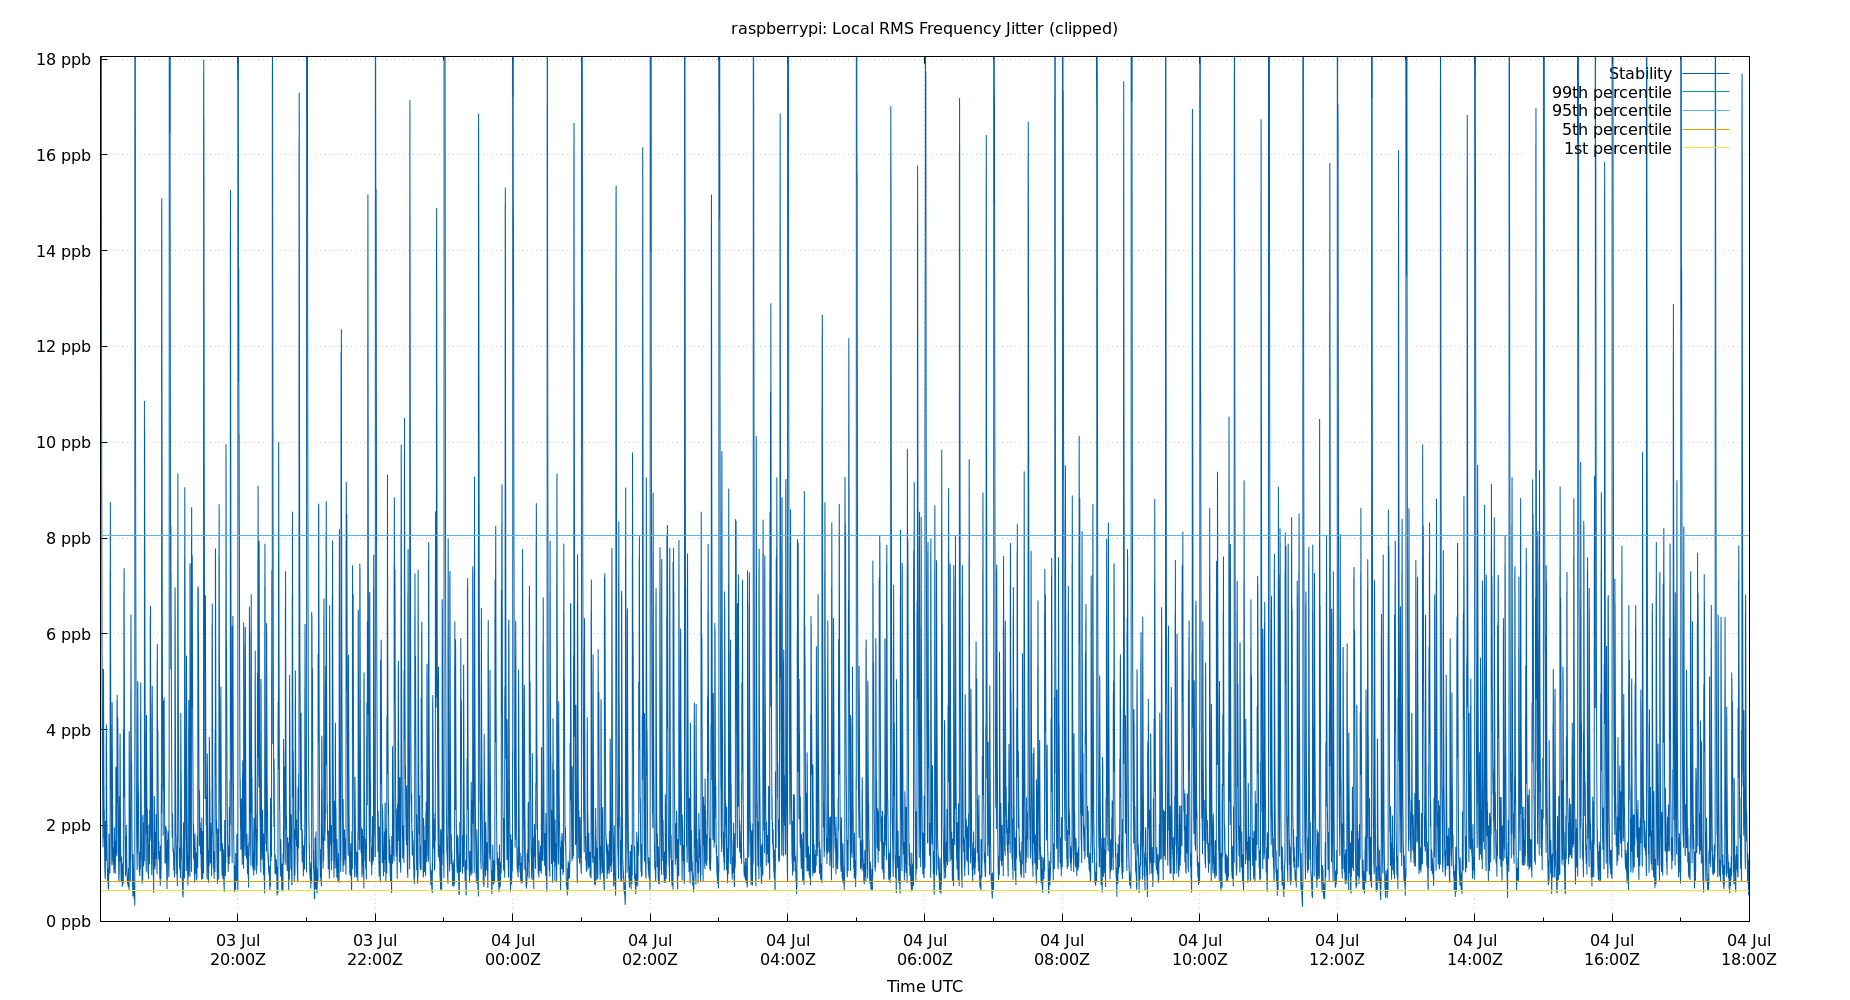 raspberrypi: Local RMS Frequency Jitter (clipped)
18 ppb
16 ppb
14 ppb
12 ppb
10 ppb
8 ppb
6 ppb
4 ppb
2 ppb
0 ppb
Stability
99th percentile
95th percentile
5th percentile
1st percentile
03 Jul 03 Jul 04 Jul 04 Jul 04 Jul 04 Jul 04 Jul 04 Jul 04 Jul 04 Jul 04 Jul 04 Jul
20:00Z 22:00Z 00:00Z 02:00Z 04:00Z 06:00Z 08:00Z 10:00Z 12:00Z 14:00Z 16:00Z 18:00Z
Time UTC